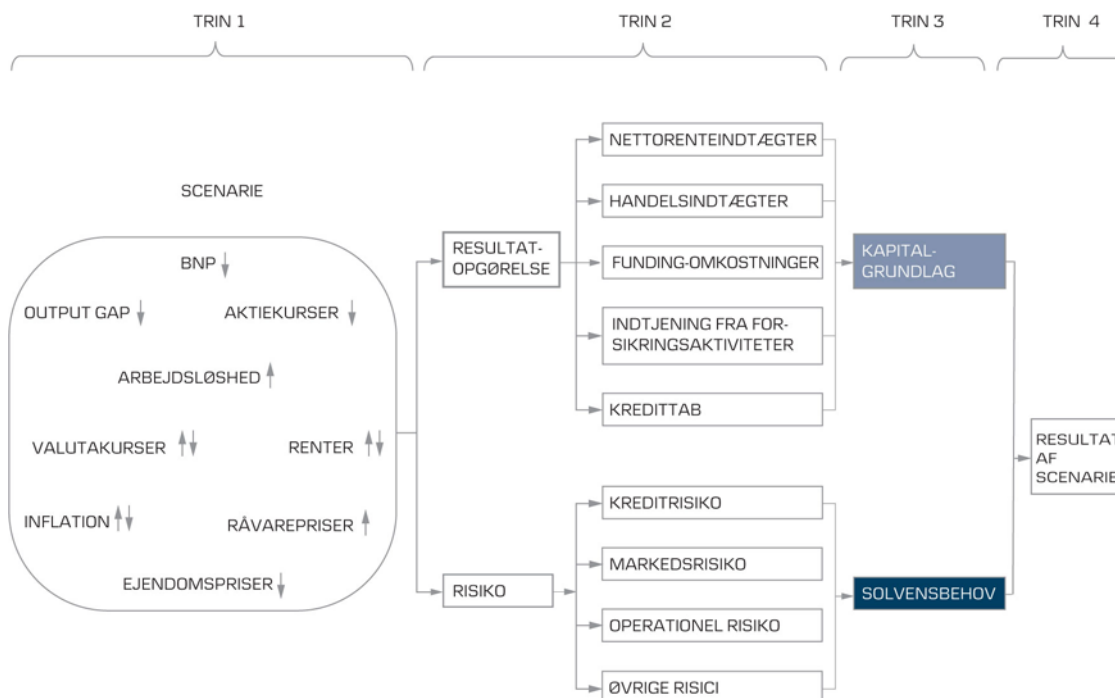 TRIN 1
TRIN 2
TRIN 3
TRIN 4
SCENARIE
BNP
OUTPUT GAP
AKTIEKURSER
ARBEJDSLØSHED
VALUTAKURSER
RENTER
INFLATION
RÅVAREPRISER
EJENDOMSPRISER
RESULTAT-
OPGØRELSE
RISIKO
NETTORENTEINDTÆGTER
HANDELSINDTÆGTER
FUNDING-OMKOSTNINGER
INDTJENING FRA FOR-
SIKRINGSAKTIVITETER
KREDITTAB
KREDITRISIKO
MARKEDSRISIKO
OPERATIONEL RISIKO
ØVRIGE RISICI
KAPITAL-
GRUNDLAG
SOLVENSBEHOV
RESULTAT
AF
SCENARIE